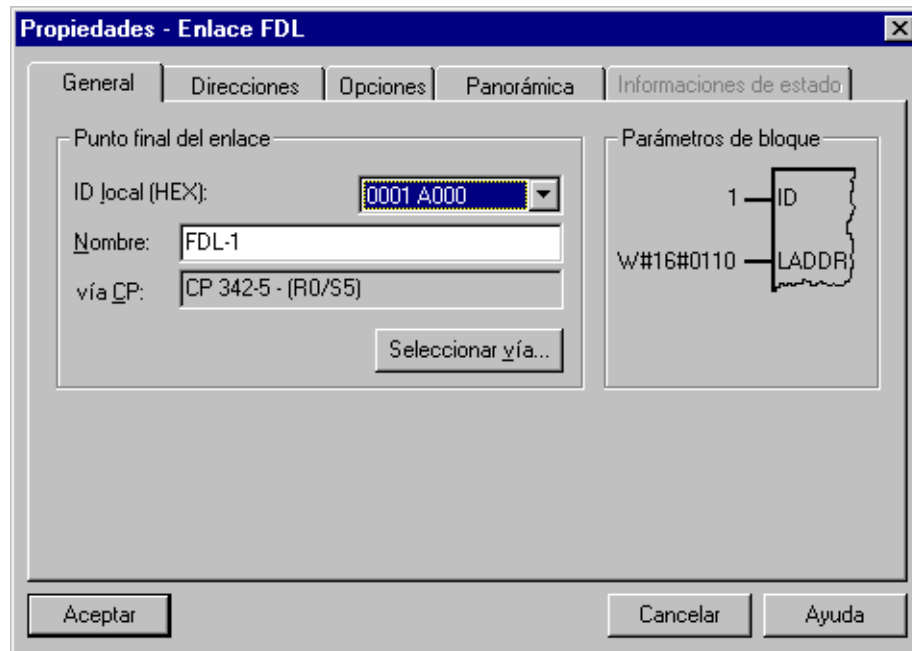 Propiedades - Enlace FDL
General Direcciones Opciones Panorámica Informaciones de estado
Punto final del enlace
ID local (HEX): 0001 A000
Nombre: FDL-1
vía CP: CP 342-5 - (R0/S5)
Seleccionar vía...
Parámetros de bloque
1 ID
W#16#0110 LADDR
Aceptar Cancelar Ayuda